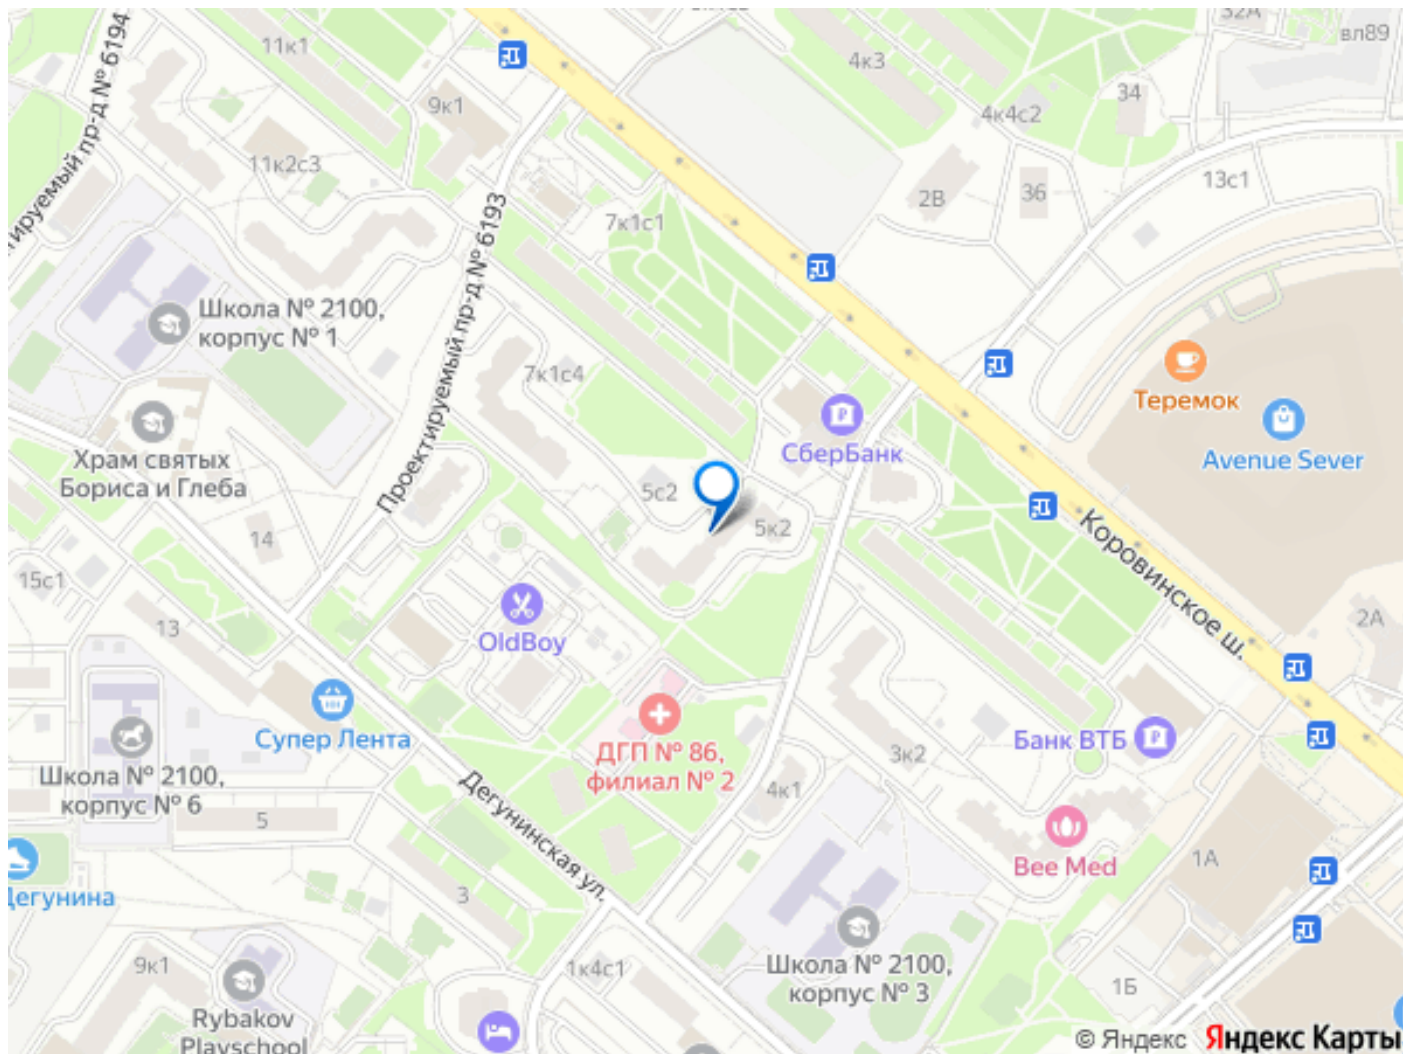 32А
вл89
11к1
4к3
34
9к1
4к4с2
Проектируемый пр-д № 6193
11к2с3
13с1
2В
36
7к1с1
Школа № 2100,
корпус № 1
7к1с4
Теремок
Avenue Sever
СберБанк
Храм святых
Бориса и Глеба
5с2
5к2
Коровинское ш.
14
15с1
13
OldBoy
2А
Супер Лента
ДГП № 86,
филиал № 2
Банк ВТБ
3к2
Школа № 2100,
корпус № 6
4к1
5
Дегунинская ул.
Bee Med
1А
3
9к1
1к4с1
Школа № 2100,
корпус № 3
1Б
Rybakov
Playschool
© Яндекс Яндекс Карты